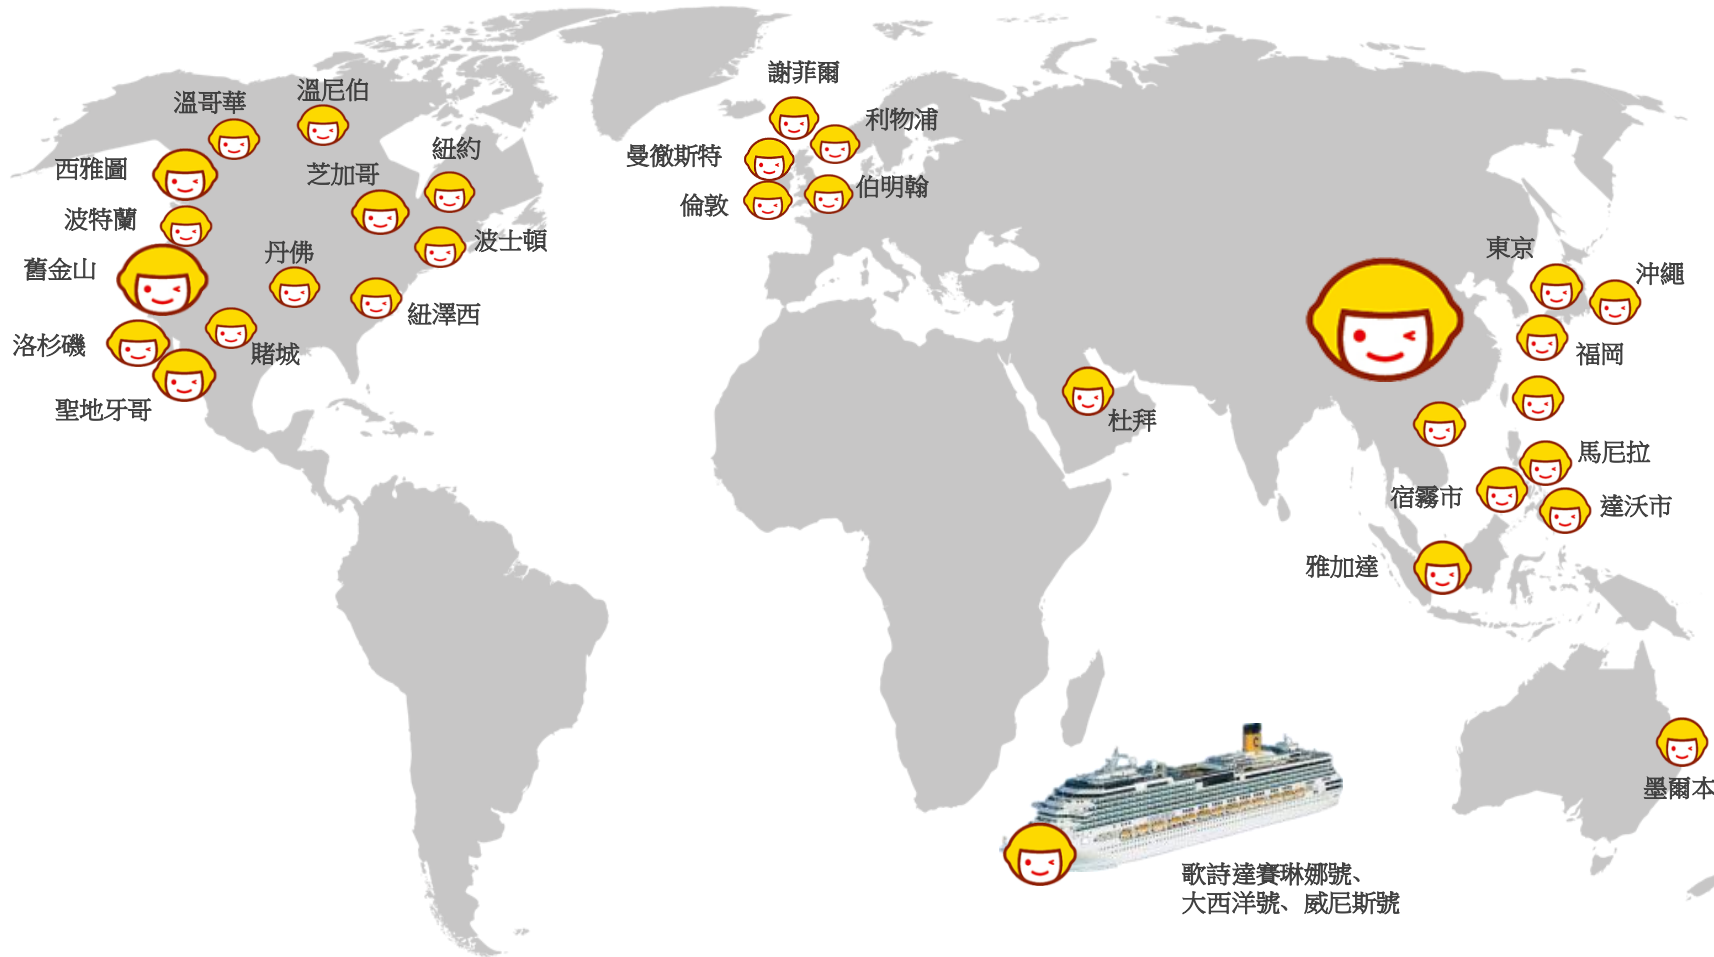 溫尼伯
溫哥華
西雅圖
紐約
芝加哥
波特蘭
波士頓
丹佛
舊金山
紐澤西
洛杉磯
賭城
聖地牙哥
謝菲爾
利物浦
曼徹斯特
伯明翰
倫敦
杜拜
東京
沖繩
福岡
馬尼拉
宿霧市
達沃市
雅加達
墨爾本
歌詩達賽琳娜號、
大西洋號、威尼斯號